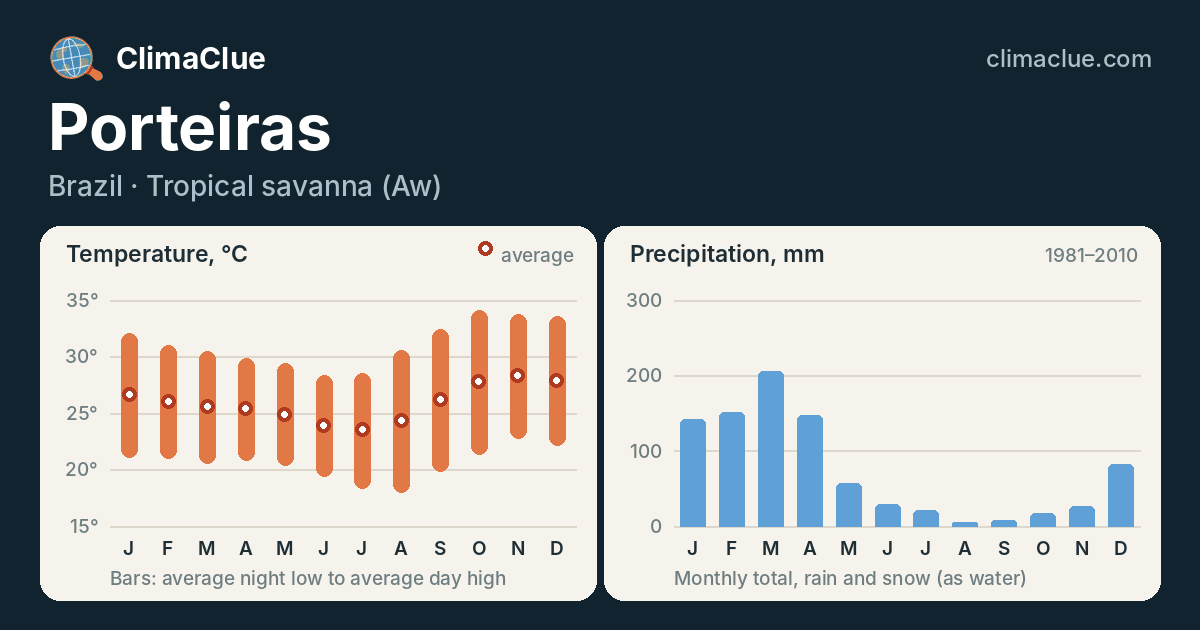 ClimaClue
climaclue.com
Porteiras
Brazil · Tropical savanna (Aw)
Temperature, °C
average
35°
30°
25°
20°
15°
J F M A M J J A S O N D
Bars: average night low to average day high
Precipitation, mm
1981–2010
300
200
100
0
J F M A M J J A S O N D
Monthly total, rain and snow (as water)